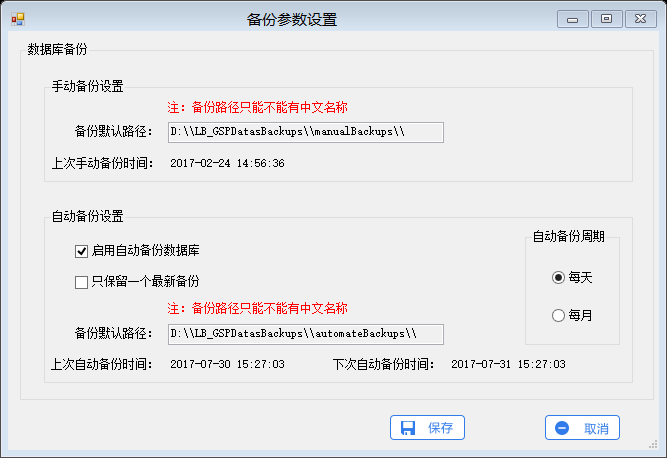 备份参数设置
数据库备份
手动备份设置
注：备份路径只能不能有中文名称
备份默认路径： D:\\LB_GSPDatasBackups\\manualBackups\\
上次手动备份时间： 2017-02-24 14:56:36
自动备份设置
启用自动备份数据库
自动备份周期
每天
只保留一个最新备份
注：备份路径只能不能有中文名称
每月
备份默认路径： D:\\LB_GSPDatasBackups\\automateBackups\\
上次自动备份时间： 2017-07-30 15:27:03 下次自动备份时间： 2017-07-31 15:27:03
保存 取消